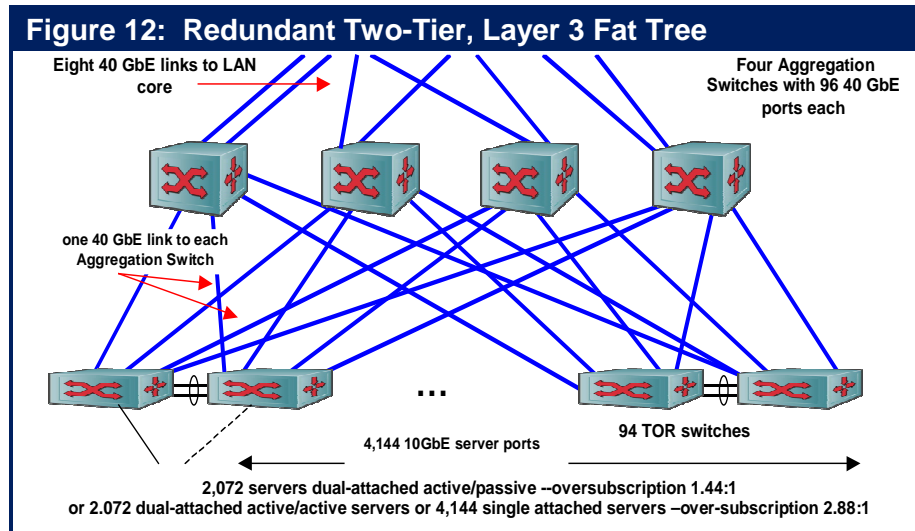 Figure 12:  Redundant Two-Tier, Layer 3 Fat Tree
Eight 40 GbE links to LAN
core
Four Aggregation
Switches with 96 40 GbE
ports each
one 40 GbE link to each
Aggregation Switch
...
94 TOR switches
4,144 10GbE server ports
2,072 servers dual-attached active/passive --oversubscription 1.44:1
or 2.072 dual-attached active/active servers or 4,144 single attached servers –over-subscription 2.88:1